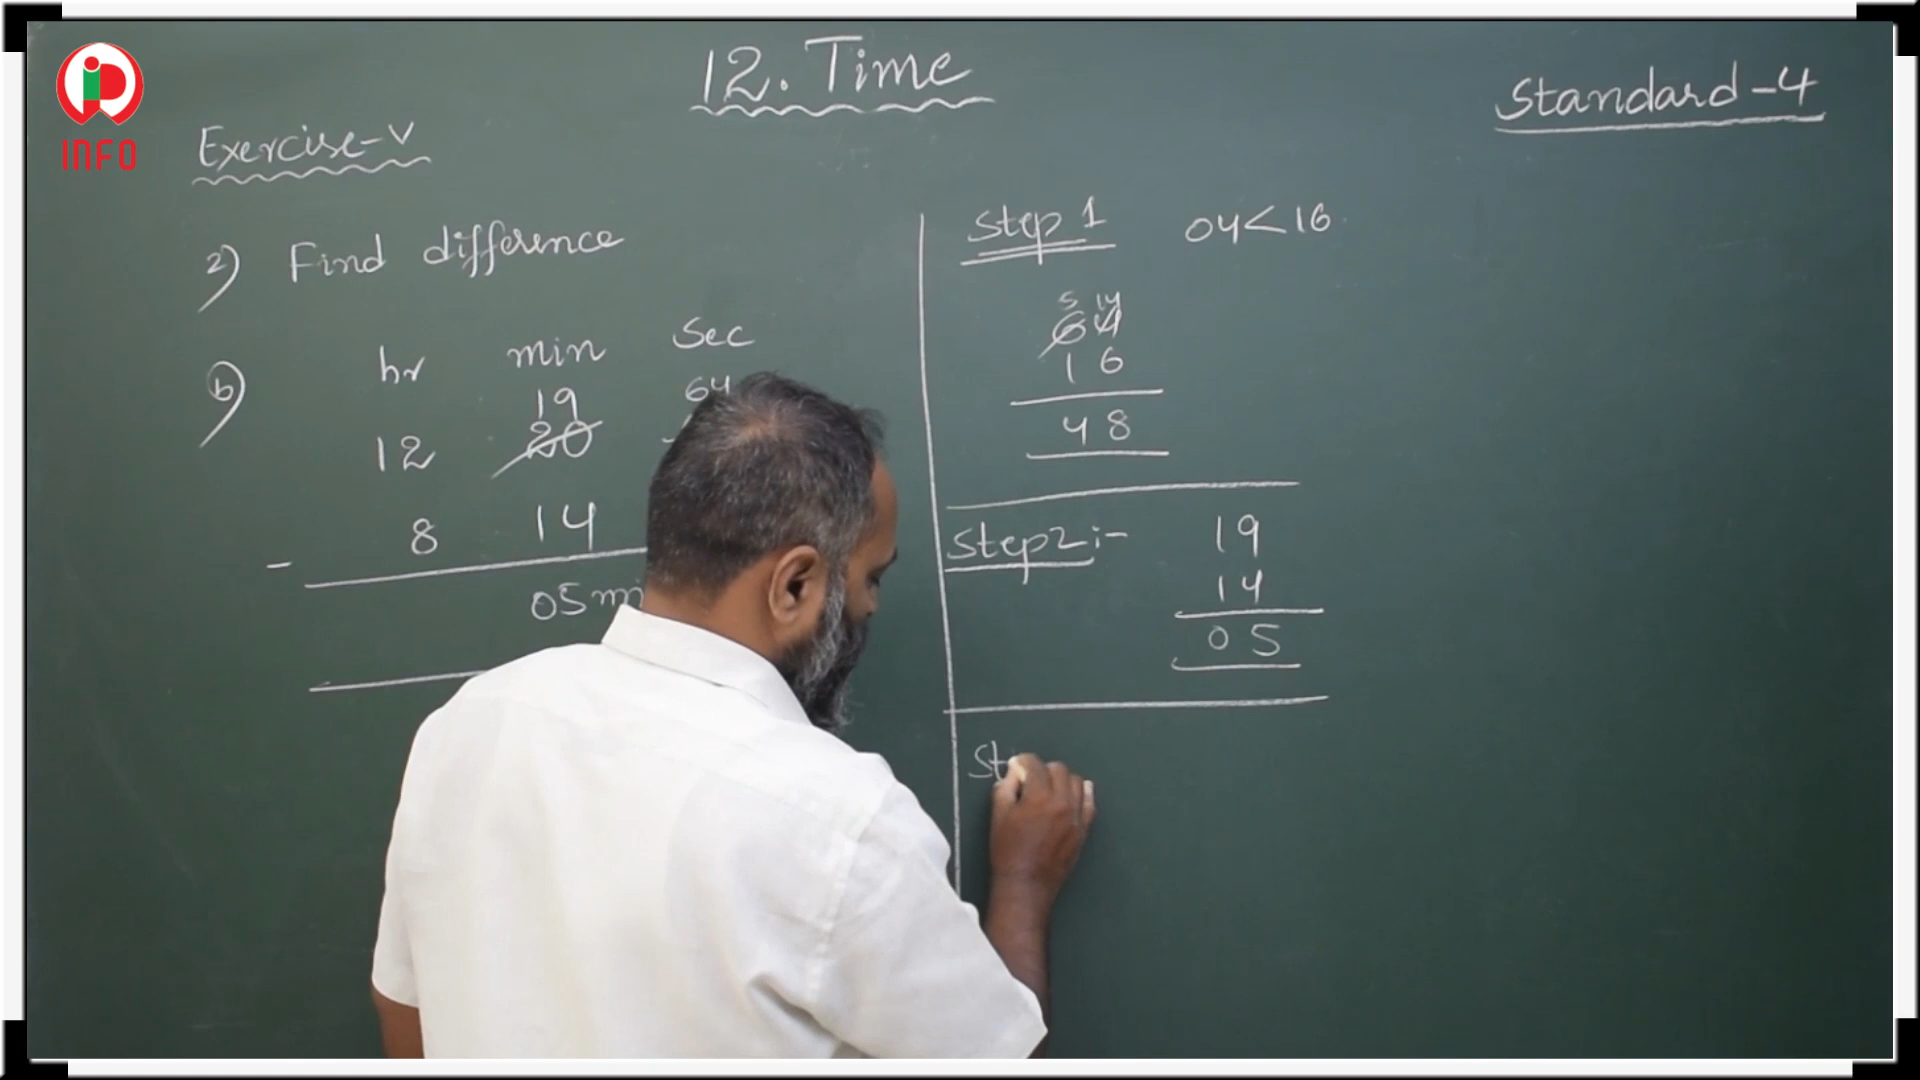 INFO
12. Time
Standard-4
Exercise-V
2) Find difference
b) hr min Sec
19 64
12 20
- 8 14
05
Step 1 04<16
5 14
64
16
48
Step2:- 19
14
05
St